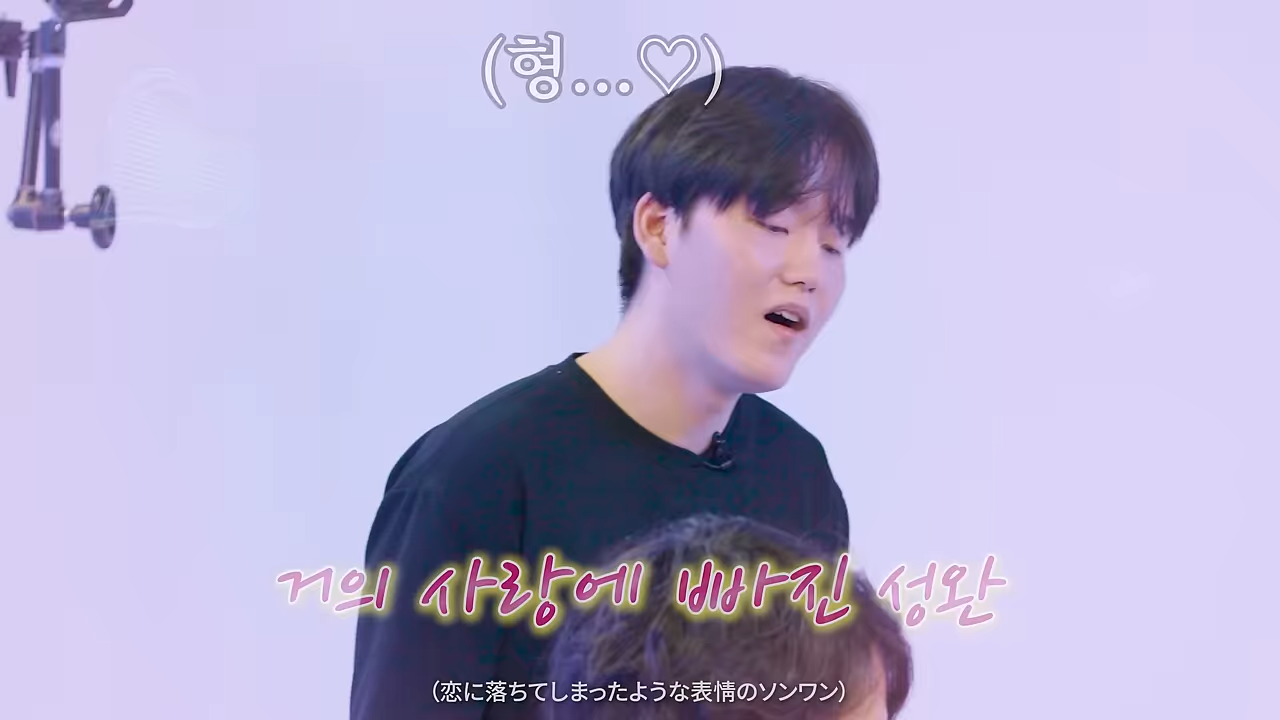 (형...♡)
거의 사랑에 빠진 성완
（恋に落ちてしまったような表情のソンワン）